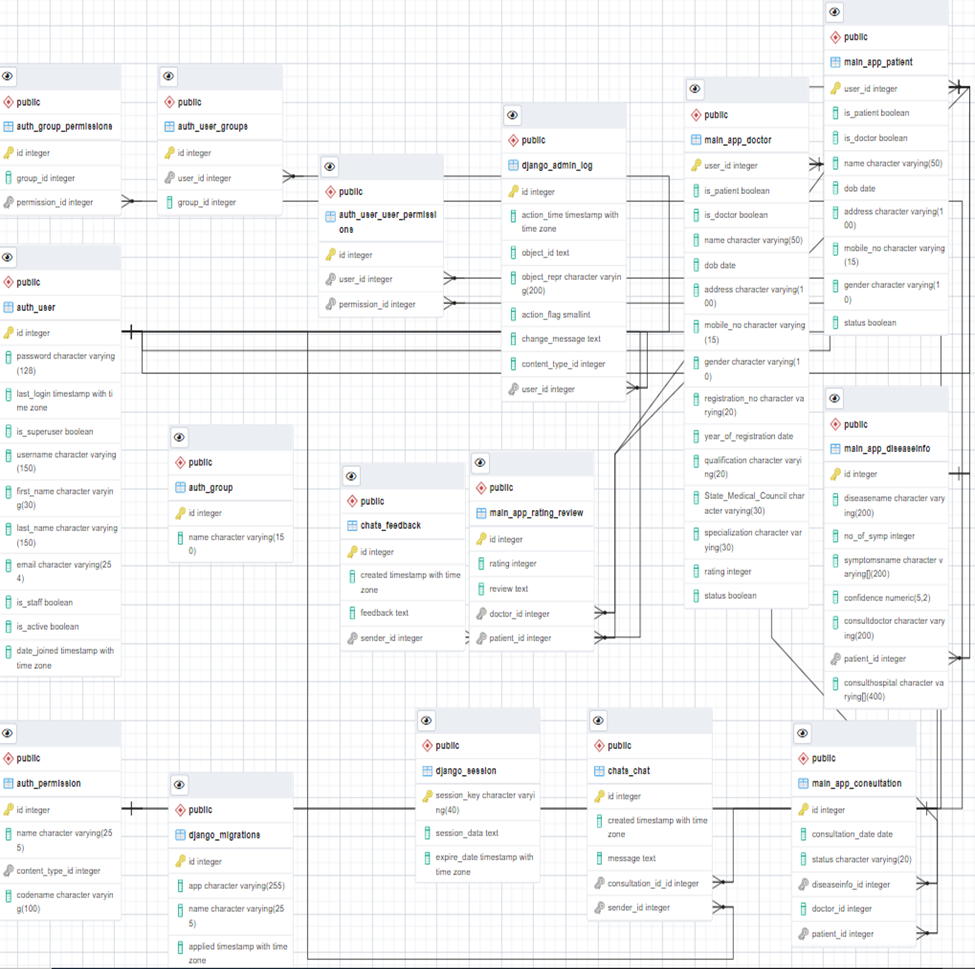 public
auth_group_permissions
id integer
group_id integer
permission_id integer
public
auth_user_groups
id integer
user_id integer
group_id integer
public
auth_user_user_permissi
ons
id integer
user_id integer
permission_id integer
public
django_admin_log
id integer
action_time timestamp with
time zone
object_id text
object_repr character varyin
g(200)
action_flag smallint
change_message text
content_type_id integer
user_id integer
public
main_app_doctor
user_id integer
is_patient boolean
is_doctor boolean
name character varying(50)
dob date
address character varying(1
00)
mobile_no character varying
(15)
gender character varying(1
0)
registration_no character va
rying(20)
year_of_registration date
qualification character varyi
ng(20)
State_Medical_Council char
acter varying(30)
specialization character var
ying(30)
rating integer
status boolean
public
main_app_patient
user_id integer
is_patient boolean
is_doctor boolean
name character varying(50)
dob date
address character varying(1
00)
mobile_no character varying
(15)
gender character varying(1
0)
status boolean
public
auth_user
id integer
password character varying
(128)
last_login timestamp with ti
me zone
is_superuser boolean
username character varying
(150)
first_name character varyin
g(30)
last_name character varying
(150)
email character varying(25
4)
is_staff boolean
is_active boolean
date_joined timestamp with
time zone
public
auth_group
id integer
name character varying(15
0)
public
chats_feedback
id integer
created timestamp with time
zone
feedback text
sender_id integer
public
main_app_rating_review
id integer
rating integer
review text
doctor_id integer
patient_id integer
public
main_app_diseaseinfo
id integer
diseasename character vary
ing(200)
no_of_symp integer
symptomsname character v
arying[](200)
confidence numeric(5,2)
consultdoctor character vary
ing(200)
patient_id integer
consulthospital character va
rying[](400)
public
auth_permission
id integer
name character varying(25
5)
content_type_id integer
codename character varyin
g(100)
public
django_migrations
id integer
app character varying(255)
name character varying(25
5)
applied timestamp with time
zone
public
django_session
session_key character varyi
ng(40)
session_data text
expire_date timestamp with
time zone
public
chats_chat
id integer
created timestamp with time
zone
message text
consultation_id_id integer
sender_id integer
public
main_app_consultation
id integer
consultation_date date
status character varying(20)
diseaseinfo_id integer
doctor_id integer
patient_id integer